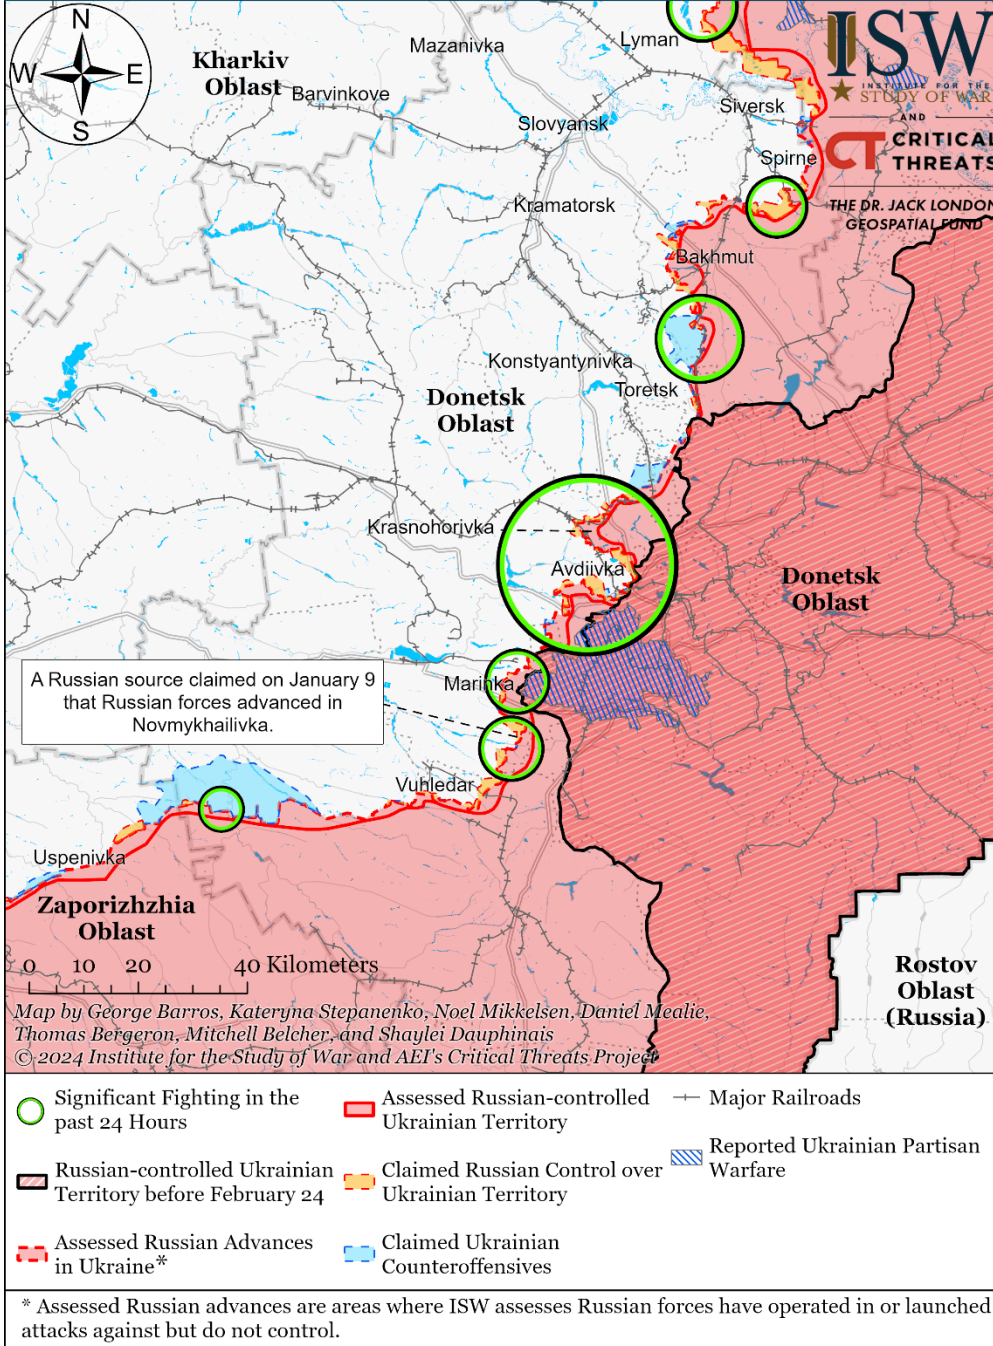 N
W
E
S
Kharkiv
Oblast
Mazanivka
Lyman
Barvinkove
Slovyansk
Siversk
Spirne
Kramatorsk
Bakhmut
ISW
INSTITUTE FOR THE
STUDY OF WAR
AND
CT CRITICAL
THREATS
THE DR. JACK LONDON
GEOSPATIAL FUND
Konstyantynivka
Toretsk
Donetsk
Oblast
Krasnohorivka
Avdiivka
Donetsk
Oblast
A Russian source claimed on January 9
that Russian forces advanced in
Novmykhailivka.
Marinka
Vuhledar
Uspenivka
Zaporizhzhia
Oblast
Rostov
Oblast
(Russia)
0 10 20 40 Kilometers
Map by George Barros, Kateryna Stepanenko, Noel Mikkelsen, Daniel Mealie,
Thomas Bergeron, Mitchell Belcher, and Shaylei Dauphinais
© 2024 Institute for the Study of War and AEI's Critical Threats Project
Significant Fighting in the
past 24 Hours
Russian-controlled Ukrainian
Territory before February 24
Assessed Russian Advances
in Ukraine*
Assessed Russian-controlled
Ukrainian Territory
Claimed Russian Control over
Ukrainian Territory
Claimed Ukrainian
Counteroffensives
Major Railroads
Reported Ukrainian Partisan
Warfare
* Assessed Russian advances are areas where ISW assesses Russian forces have operated in or launched
attacks against but do not control.